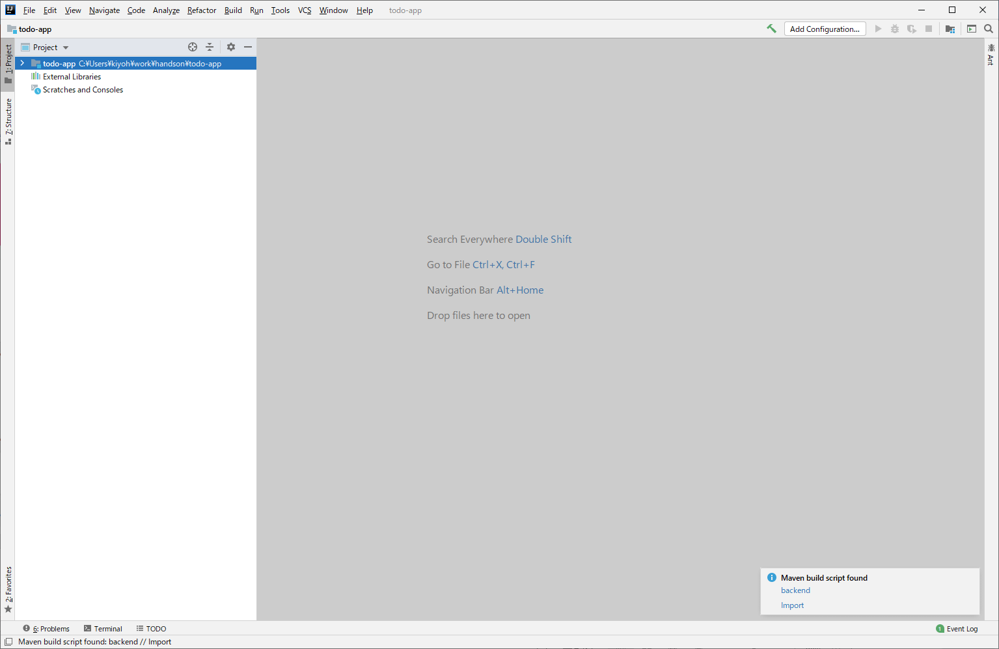 IJ File Edit View Navigate Code Analyze Refactor Build Run Tools VCS Window Help todo-app
todo-app Add Configuration...
1: Project
Project
todo-app C:¥Users¥kiyoh¥work¥handson¥todo-app
External Libraries
Scratches and Consoles
7: Structure
Ant
Search Everywhere Double Shift
Go to File Ctrl+X, Ctrl+F
Navigation Bar Alt+Home
Drop files here to open
2: Favorites
Maven build script found
backend
Import
6: Problems Terminal TODO 1 Event Log
Maven build script found: backend // Import